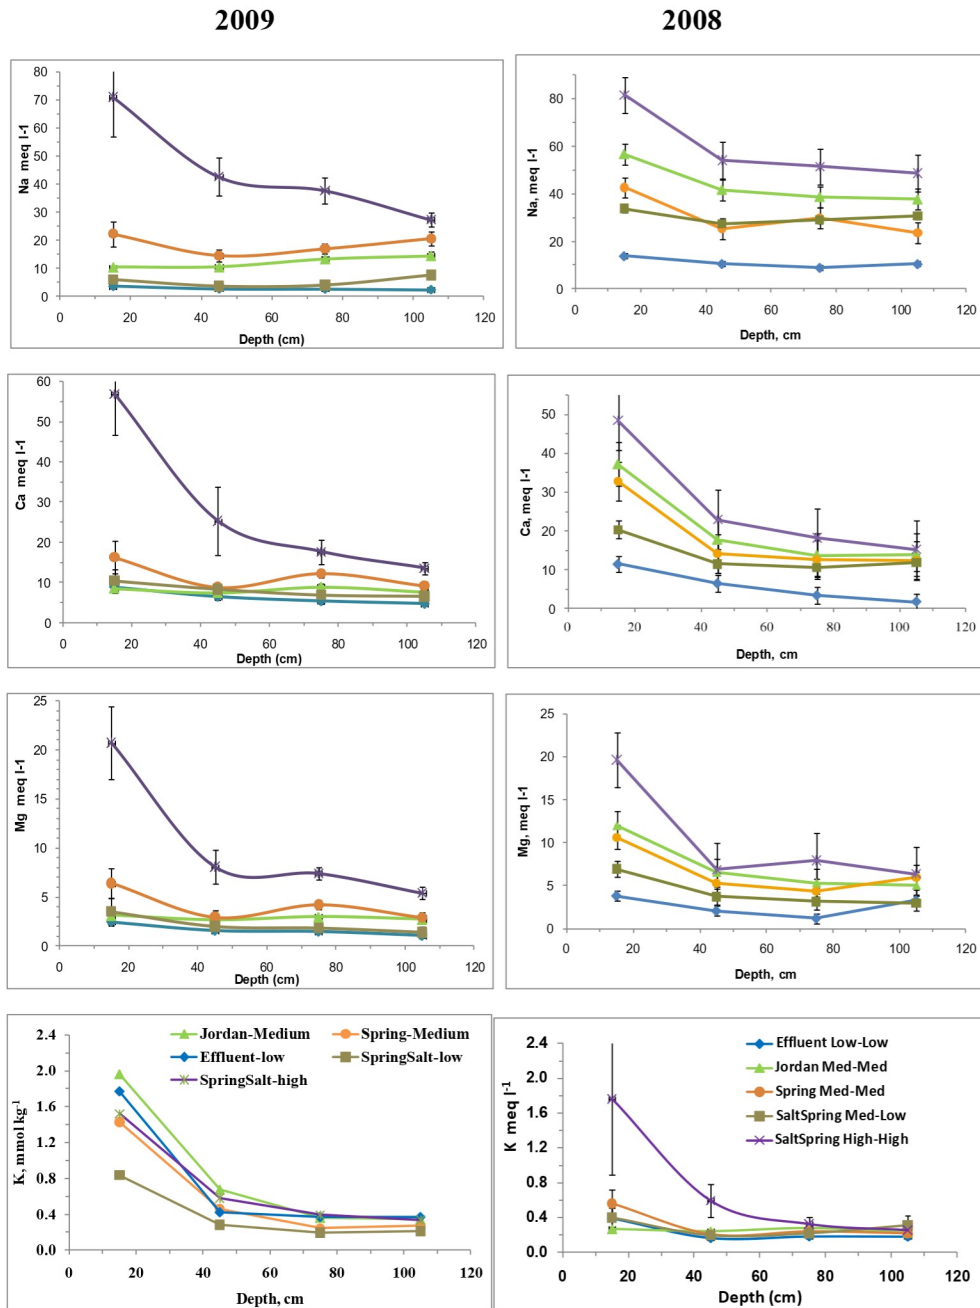 2009 2008
80
70
60
50
40
30
20
10
0
Na meq l-1
0 20 40 60 80 100 120
Depth (cm)
80
60
40
20
0
Na, meq l-1
0 20 40 60 80 100 120
Depth, cm
60
50
40
30
20
10
0
Ca meq l-1
0 20 40 60 80 100 120
Depth (cm)
50
40
30
20
10
0
Ca, meq l-1
0 20 40 60 80 100 120
Depth, cm
25
20
15
10
5
0
Mg meq l-1
0 20 40 60 80 100 120
Depth (cm)
25
20
15
10
5
0
Mg, meq l-1
0 20 40 60 80 100 120
Depth, cm
Jordan-Medium Spring-Medium
Effluent-low SpringSalt-low
SpringSalt-high
2.4
2.0
1.6
1.2
0.8
0.4
0.0
K, mmol kg-1
0 20 40 60 80 100 120
Depth, cm
Effluent Low-Low
Jordan Med-Med
Spring Med-Med
SaltSpring Med-Low
SaltSpring High-High
2.4
2.0
1.6
1.2
0.8
0.4
0.0
K meq l-1
0 20 40 60 80 100 120
Depth (cm)